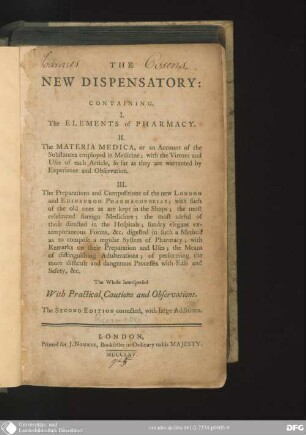 THE
NEW DISPENSATORY:
CONTAINING,
I.
The ELEMENTS of PHARMACY.
II.
The MATERIA MEDICA, or an Account of the
Substances employed in Medicine; with the Virtues and
Uses of each Article, so far as they are warranted by
Experience and Observation.
III.
The Preparations and Compositions of the new LONDON
and EDINBURGH PHARMACOPOEIAS; with such
of the old ones as are kept in the Shops; the most
celebrated foreign Medicines; the most useful of
those directed in the Hospitals; sundry elegant ex-
temporaneous Forms, &c. digested in such a Method
as to compose a regular System of Pharmacy; with
Remarks on their Preparation and Uses; the Means
of distinguishing Adulterations; of performing the
more difficult and dangerous Processes with Ease and
Safety, &c.
The Whole Interspersed
With Practical Cautions and Observations.
The SECOND EDITION corrected, with large Additions.
LONDON,
Printed for J. NOURSE, Bookseller in Ordinary to his MAJESTY.
MDCCLXV.